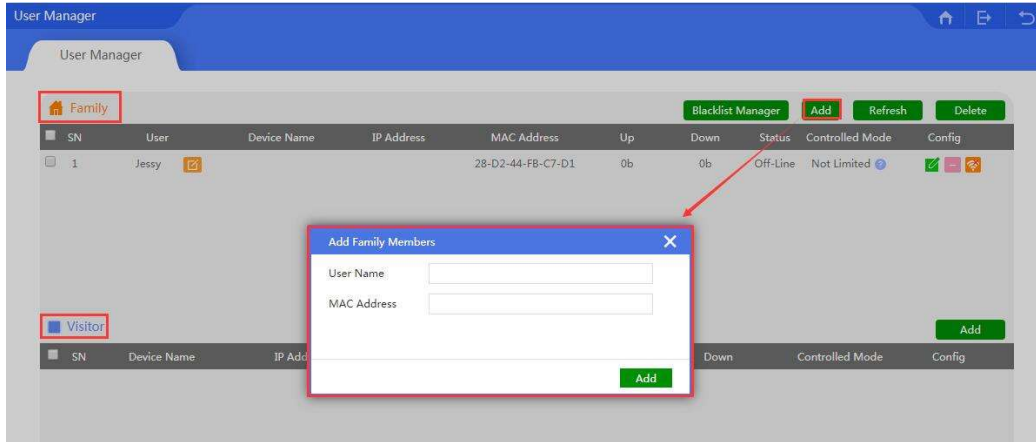 User Manager
User Manager
Family
Blacklist Manager Add Refresh Delete
SN User Device Name IP Address MAC Address Up Down Status Controlled Mode Config
1 Jessy 28-D2-44-FB-C7-D1 0b 0b Off-Line Not Limited
Add Family Members
User Name
MAC Address
Add
Visitor
Add
SN Device Name IP Add Down Controlled Mode Config